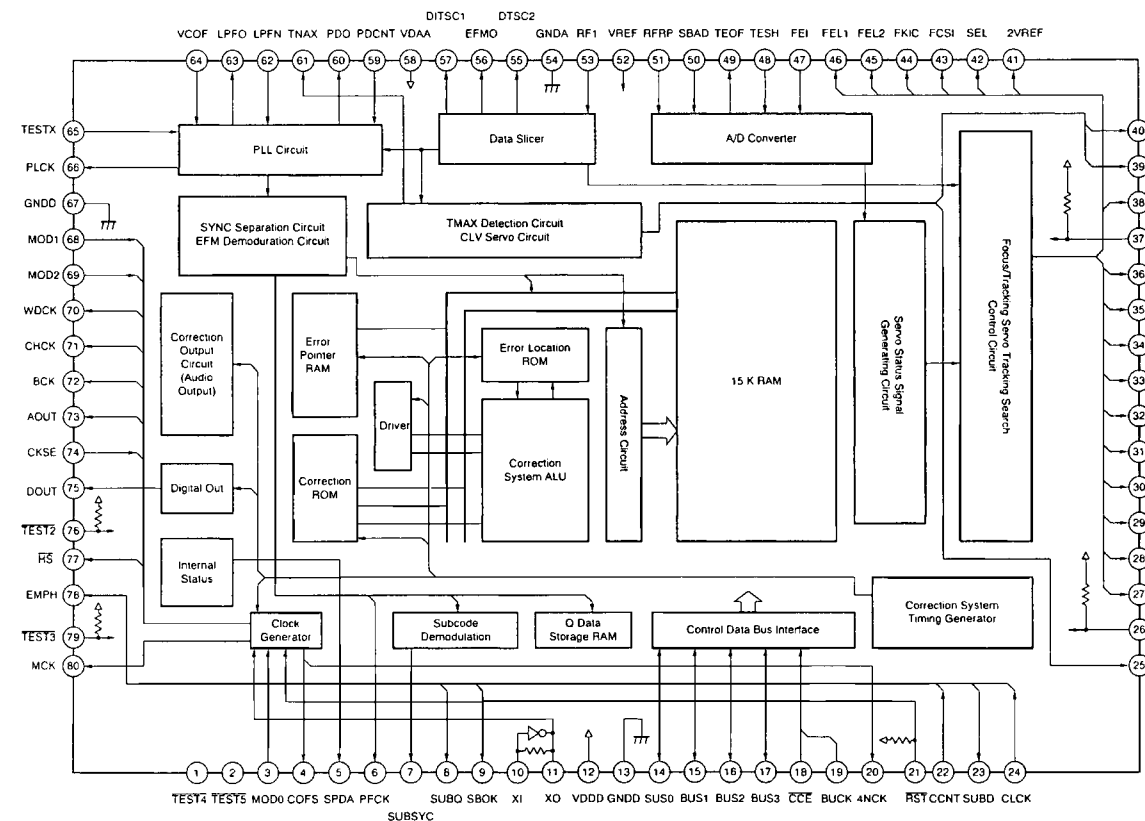 DITSC1 DTSC2
VCOF LPFO LPFN TNAX PDO PDCNT VDAA EFMO GNDA RF1 VREF RFRP SBAD TEOF TESH FEI FEL1 FEL2 FKIC FCSI SEL 2VREF
64 63 62 61 60 59 58 57 56 55 54 53 52 51 50 49 48 47 46 45 44 43 42 41
TESTX 65
PLCK 66
GNDD 67
MOD1 68
MOD2 69
WDCK 70
CHCK 71
BCK 72
AOUT 73
CKSE 74
DOUT 75
TEST2 76
HS 77
EMPH 78
TEST3 79
MCK 80
PLL Circuit
Data Slicer
A/D Converter
SYNC Separation Circuit
EFM Demoduration Circuit
TMAX Detection Circuit
CLV Servo Circuit
Correction
Output
Circuit
(Audio
Output)
Error
Pointer
RAM
Error Location
ROM
Driver
Correction
System ALU
Correction
ROM
Address Circuit
15 K RAM
Servo Status Signal
Generating Circuit
Focus/Tracking Servo Tracking Search
Control Circuit
Digital Out
Internal
Status
Clock
Generator
Subcode
Demodulation
Q Data
Storage RAM
Control Data Bus Interface
Correction System
Timing Generator
40
39
38
37
36
35
34
33
32
31
30
29
28
27
26
25
1 2 3 4 5 6 7 8 9 10 11 12 13 14 15 16 17 18 19 20 21 22 23 24
TEST4 TEST5 MOD0 COFS SPDA PFCK SUBQ SBOK XI XO VDDD GNDD SUS0 BUS1 BUS2 BUS3 CCE BUCK 4NCK RST CCNT SUBD CLCK
SUBSYC